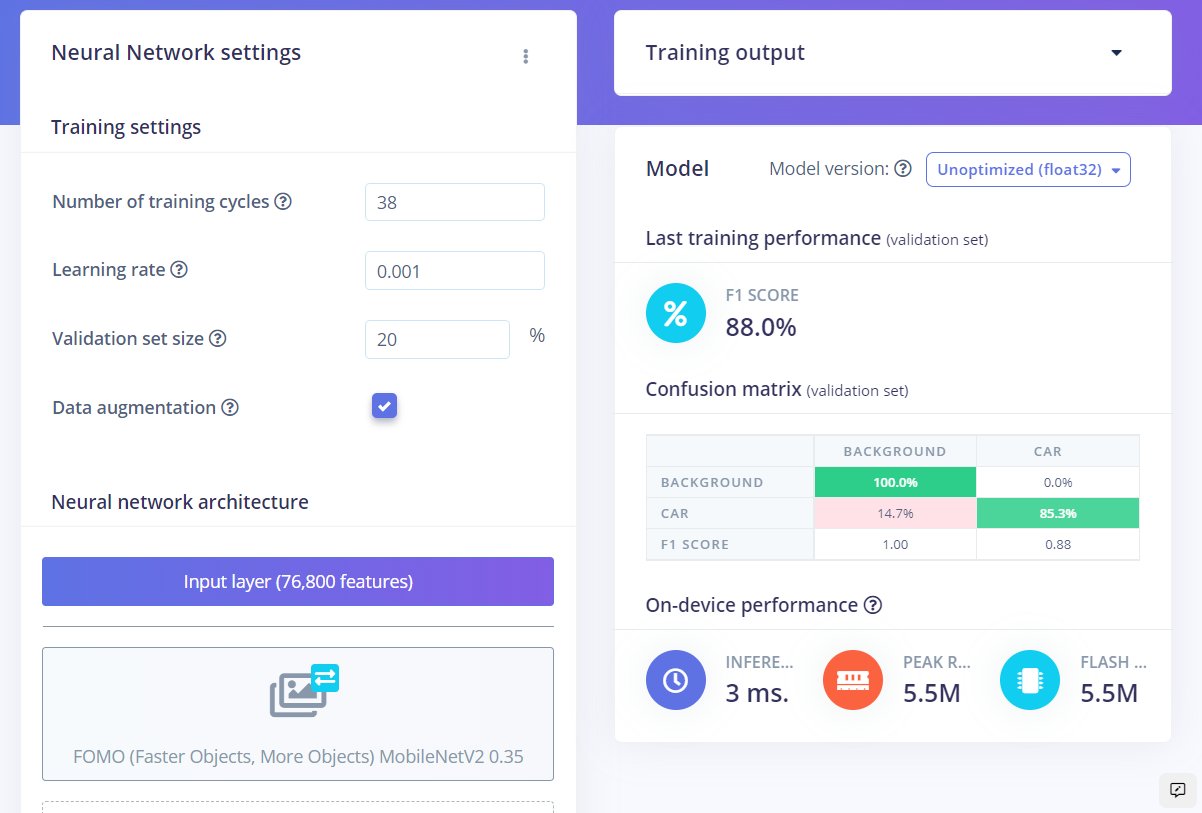 Neural Network settings
Training settings
Number of training cycles ?
38
Learning rate ?
0.001
Validation set size ?
20
%
Data augmentation ?
Neural network architecture
Input layer (76,800 features)
FOMO (Faster Objects, More Objects) MobileNetV2 0.35
Training output
Model
Model version: ?
Unoptimized (float32)
Last training performance (validation set)
%
F1 SCORE
88.0%
Confusion matrix (validation set)
BACKGROUND CAR
BACKGROUND 100.0% 0.0%
CAR 14.7% 85.3%
F1 SCORE 1.00 0.88
On-device performance ?
INFERE...
3 ms.
PEAK R...
5.5M
FLASH ...
5.5M